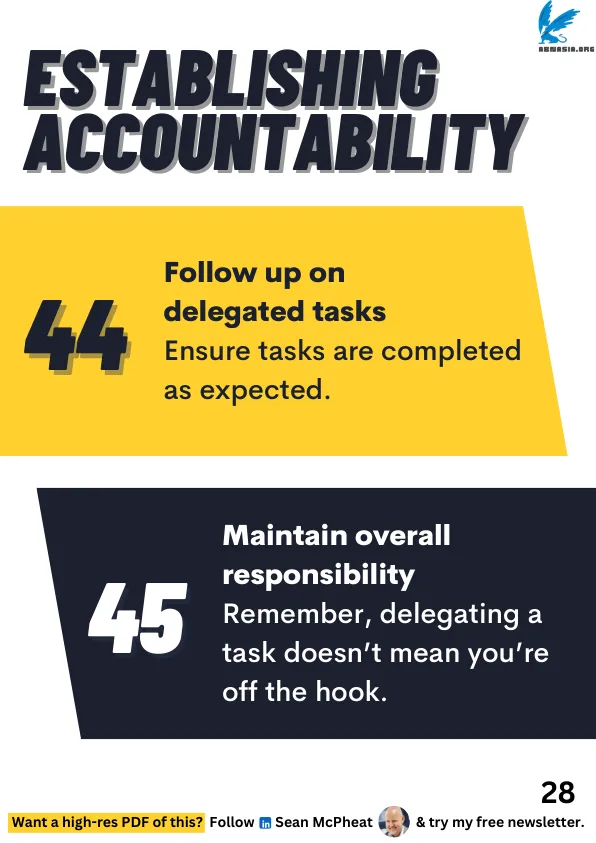 ABMASIA.ORG
ESTABLISHING
ACCOUNTABILITY
44
Follow up on
delegated tasks
Ensure tasks are completed
as expected.
45
Maintain overall
responsibility
Remember, delegating a
task doesn’t mean you’re
off the hook.
28
Want a high-res PDF of this? Follow in Sean McPheat & try my free newsletter.